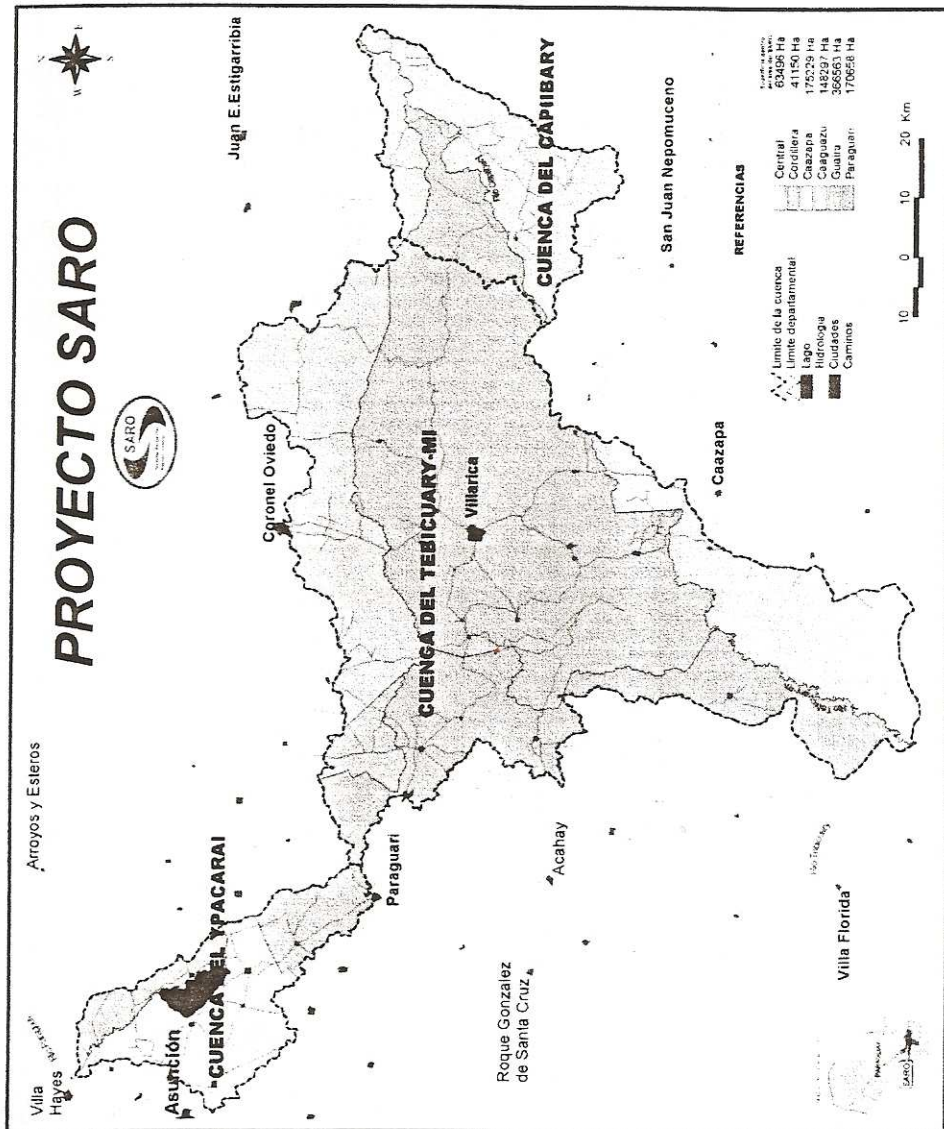 PROYECTO SARO
SARO
N
E
S
W
Arroyos y Esteros
Juan E.Estigarribia
Villa
Hayes
Coronel Oviedo
Asunción
CUENCA DEL YPACARAI
CUENCA DEL TEBICUARY-MI
CUENCA DEL CAPIIBARY
Villarica
Paraguari
Acahay
Roque Gonzalez
de Santa Cruz
San Juan Nepomuceno
Caazapa
Villa Florida
SARO
REFERENCIAS
Limite de la cuenca
Limite departamental
Lago
Hidrologia
Ciudades
Caminos
Central 63496 Ha
Cordillera 41150 Ha
Caazapa 175229 Ha
Caaguazu 148297 Ha
Guaira 366563 Ha
Paraguari 170658 Ha
10 0 10 20 Km